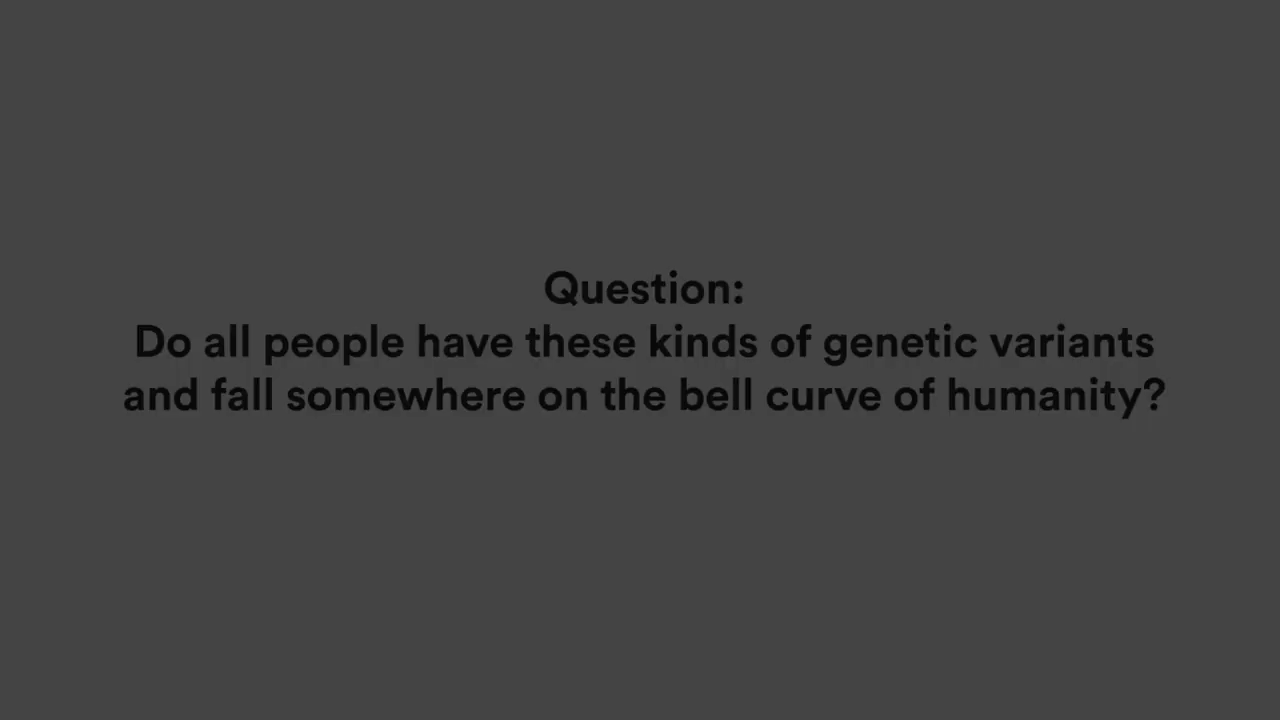 Question:
Do all people have these kinds of genetic variants
and fall somewhere on the bell curve of humanity?